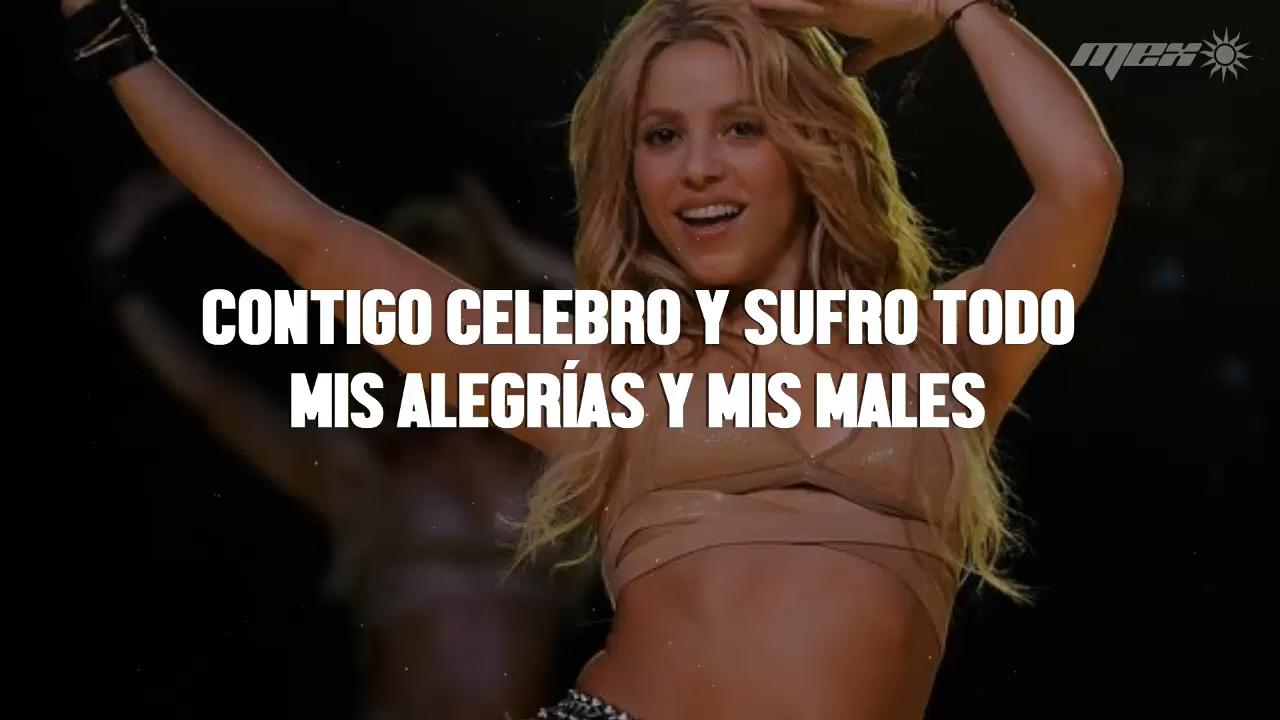 mex
CONTIGO CELEBRO Y SUFRO TODO
MIS ALEGRÍAS Y MIS MALES